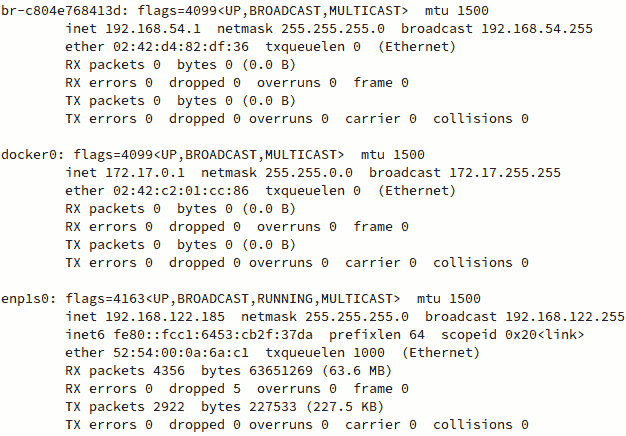 br-c804e768413d: flags=4099<UP,BROADCAST,MULTICAST>  mtu 1500
        inet 192.168.54.1  netmask 255.255.255.0  broadcast 192.168.54.255
        ether 02:42:d4:82:df:36  txqueuelen 0  (Ethernet)
        RX packets 0  bytes 0 (0.0 B)
        RX errors 0  dropped 0  overruns 0  frame 0
        TX packets 0  bytes 0 (0.0 B)
        TX errors 0  dropped 0 overruns 0  carrier 0  collisions 0

docker0: flags=4099<UP,BROADCAST,MULTICAST>  mtu 1500
        inet 172.17.0.1  netmask 255.255.0.0  broadcast 172.17.255.255
        ether 02:42:c2:01:cc:86  txqueuelen 0  (Ethernet)
        RX packets 0  bytes 0 (0.0 B)
        RX errors 0  dropped 0  overruns 0  frame 0
        TX packets 0  bytes 0 (0.0 B)
        TX errors 0  dropped 0 overruns 0  carrier 0  collisions 0

enp1s0: flags=4163<UP,BROADCAST,RUNNING,MULTICAST>  mtu 1500
        inet 192.168.122.185  netmask 255.255.255.0  broadcast 192.168.122.255
        inet6 fe80::fcc1:6453:cb2f:37da  prefixlen 64  scopeid 0x20<link>
        ether 52:54:00:0a:6a:c1  txqueuelen 1000  (Ethernet)
        RX packets 4356  bytes 63651269 (63.6 MB)
        RX errors 0  dropped 5  overruns 0  frame 0
        TX packets 2922  bytes 227533 (227.5 KB)
        TX errors 0  dropped 0 overruns 0  carrier 0  collisions 0